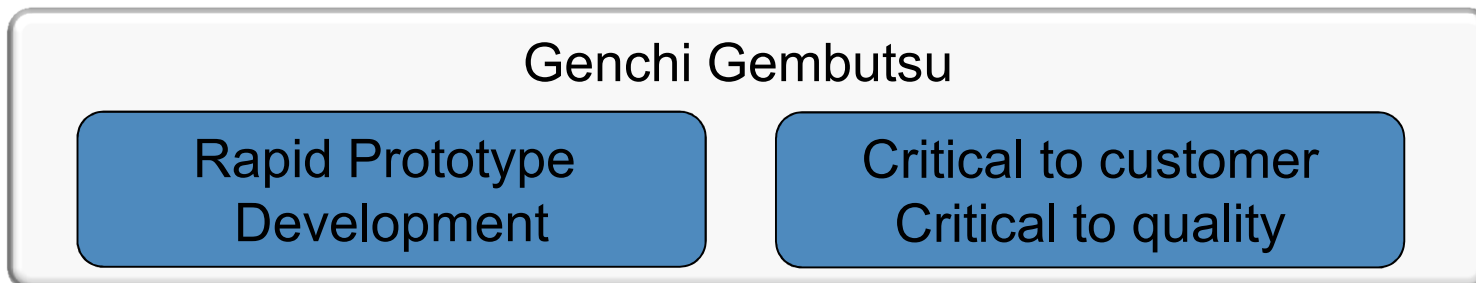 Genchi Gembutsu
Rapid Prototype
Development
Critical to customer
Critical to quality